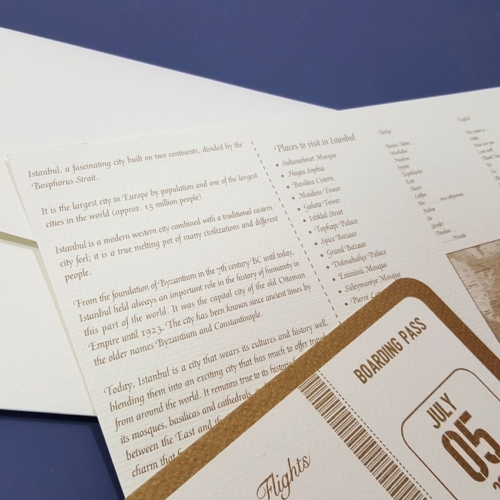 Istanbul, a fascinating city built on two continents, divided by the
Bosphorus Strait.
It is the largest city in Europe by population and one of the largest
cities in the world (approx. 15 million people).
Istanbul is a modern western city combined with a traditional eastern
city feel; it is a true melting pot of many civilizations and different
people.
From the foundation of Byzantium in the 7th century BC until today,
Istanbul held always an important role in the history of humanity in
this part of the world. It was the capital city of the old Ottoman
Empire until 1923. The city has been known since ancient times by
the older names Byzantium and Constantinople.
Today, Istanbul is a city that wears its cultures and history well,
blending them into an exciting city that has much to offer
from around the world. It remains true to its
its mosques, basilicas and cathedrals
between the East and the
charm that
Places to visit in Istanbul
• Sultanahmet Mosque
• Hagia Sophia
• Basilica Cistern
• Maidens Tower
• Galata Tower
• Istiklal Street
• Topkapı Palace
• Spice Bazaar
• Grand Bazaar
• Dolmabahçe Palace
• Eminönü Mosque
• Süleymaniye Mosque
• Pierre
BOARDING PASS
JULY
05
Flights